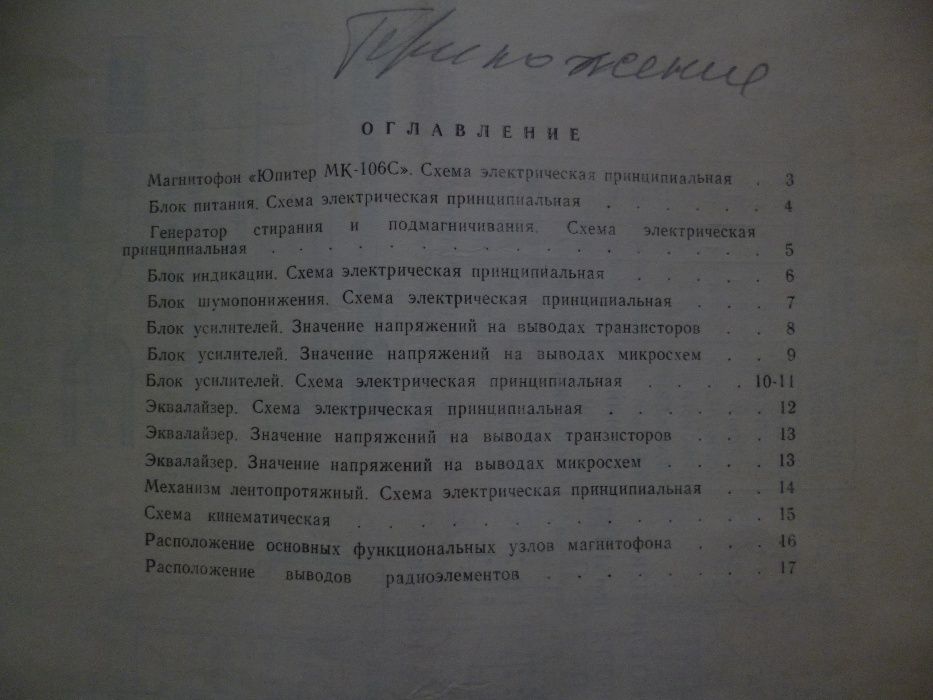 Приложение
ОГЛАВЛЕНИЕ
Магнитофон «Юпитер МК-106С». Схема электрическая принципиальная . 3
Блок питания. Схема электрическая принципиальная . . . . . . 4
Генератор стирания и подмагничивания. Схема электрическая
принципиальная . . . . . . . . . . . . . . . . . 5
Блок индикации. Схема электрическая принципиальная . . . . . 6
Блок шумопонижения. Схема электрическая принципиальная . . . 7
Блок усилителей. Значение напряжений на выводах транзисторов . . 8
Блок усилителей. Значение напряжений на выводах микросхем . . 9
Блок усилителей. Схема электрическая принципиальная . . . . 10-11
Эквалайзер. Схема электрическая принципиальная . . . . . . 12
Эквалайзер. Значение напряжений на выводах транзисторов . . . 13
Эквалайзер. Значение напряжений на выводах микросхем . . . . 13
Механизм лентопротяжный. Схема электрическая принципиальная . . 14
Схема кинематическая . . . . . . . . . . . . . . 15
Расположение основных функциональных узлов магнитофона . . . 16
Расположение выводов радиоэлементов . . . . . . . . 17